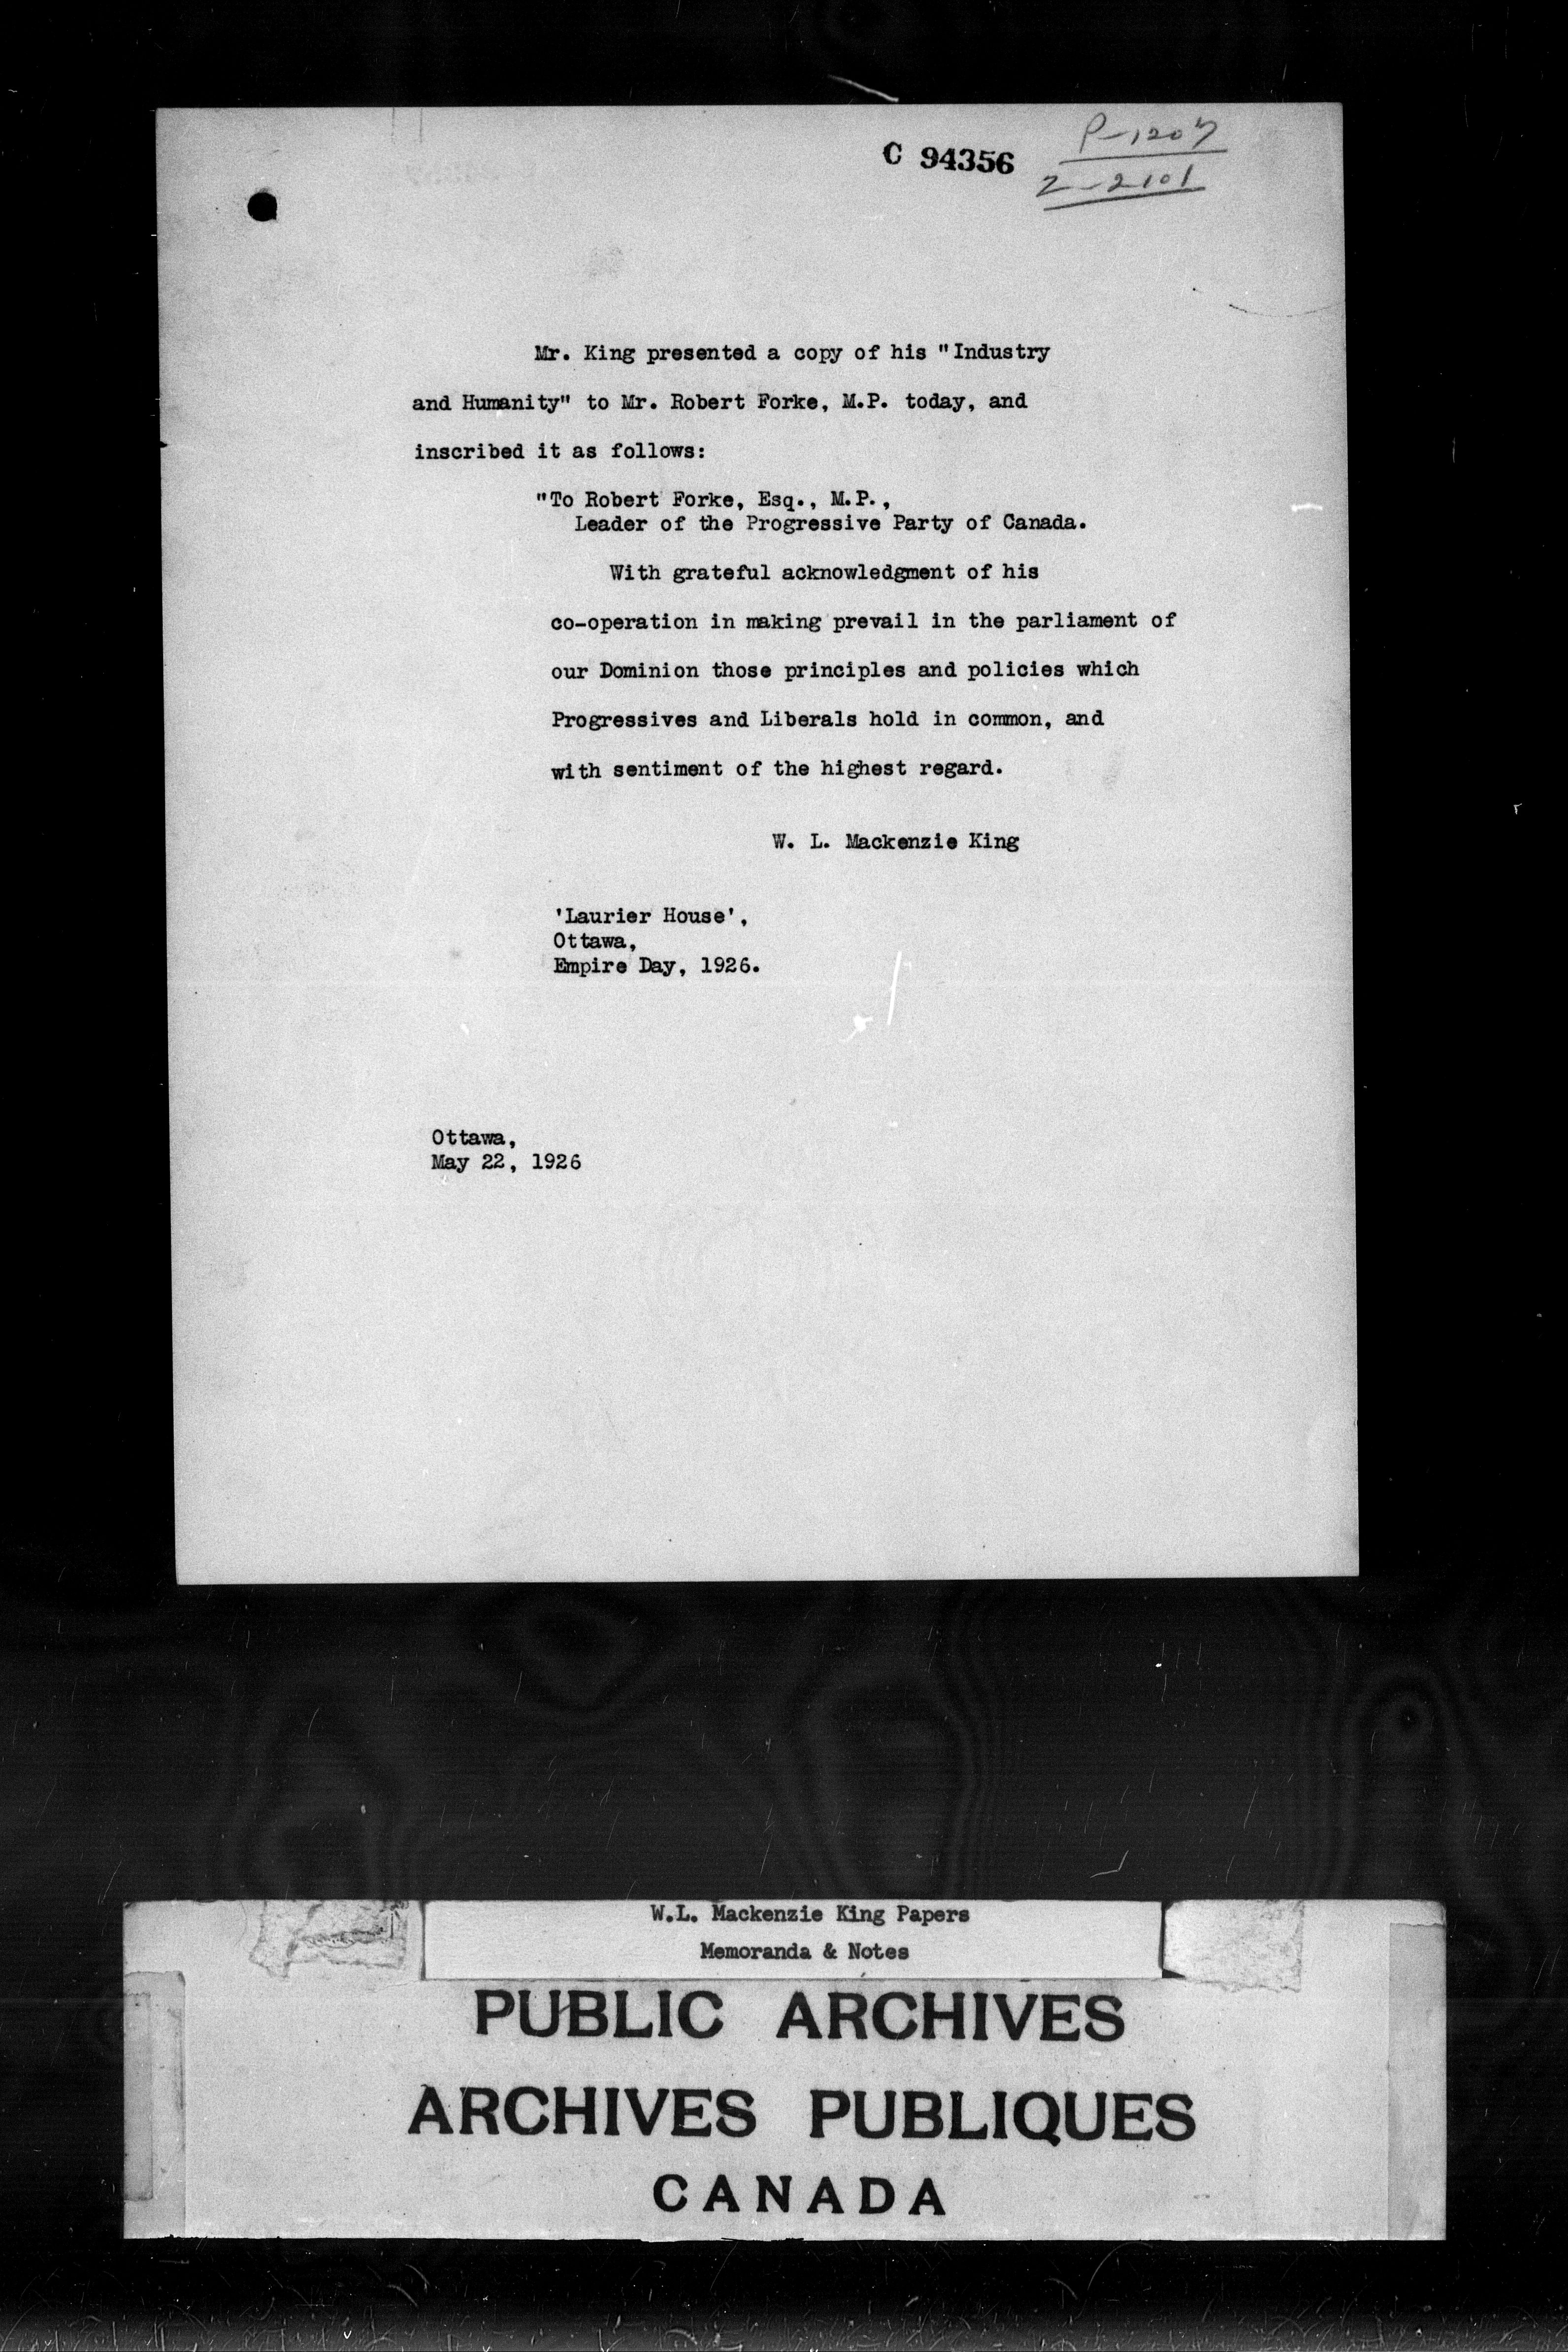 C 94356
P-1207
2-2101
Mr. King presented a copy of his "Industry
and Humanity" to Mr. Robert Forke, M.P. today, and
inscribed it as follows:
"To Robert Forke, Esq., M.P.,
Leader of the Progressive Party of Canada.
With grateful acknowledgment of his
co-operation in making prevail in the parliament of
our Dominion those principles and policies which
Progressives and Liberals hold in common, and
with sentiment of the highest regard.
W. L. Mackenzie King
'Laurier House',
Ottawa,
Empire Day, 1926.
Ottawa,
May 22, 1926
W.L. Mackenzie King Papers
Memoranda & Notes
PUBLIC ARCHIVES
ARCHIVES PUBLIQUES
CANADA